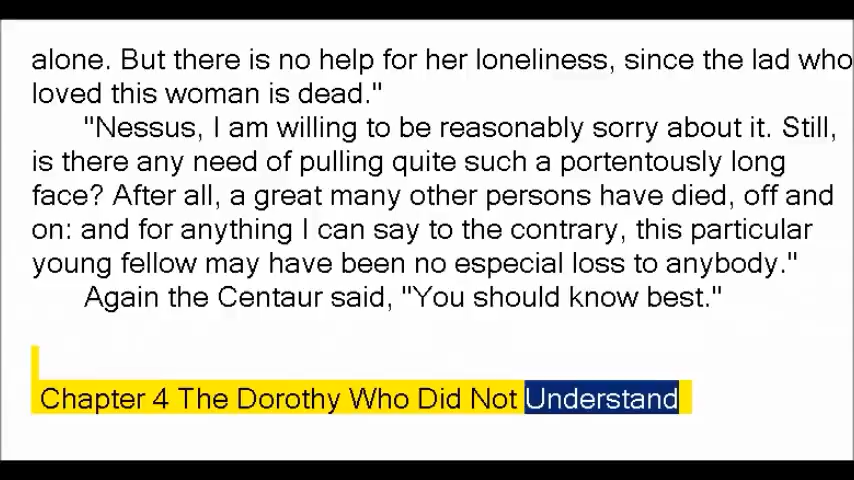 alone. But there is no help for her loneliness, since the lad who
loved this woman is dead."
"Nessus, I am willing to be reasonably sorry about it. Still,
is there any need of pulling quite such a portentously long
face? After all, a great many other persons have died, off and
on: and for anything I can say to the contrary, this particular
young fellow may have been no especial loss to anybody."
Again the Centaur said, "You should know best."
Chapter 4 The Dorothy Who Did Not Understand